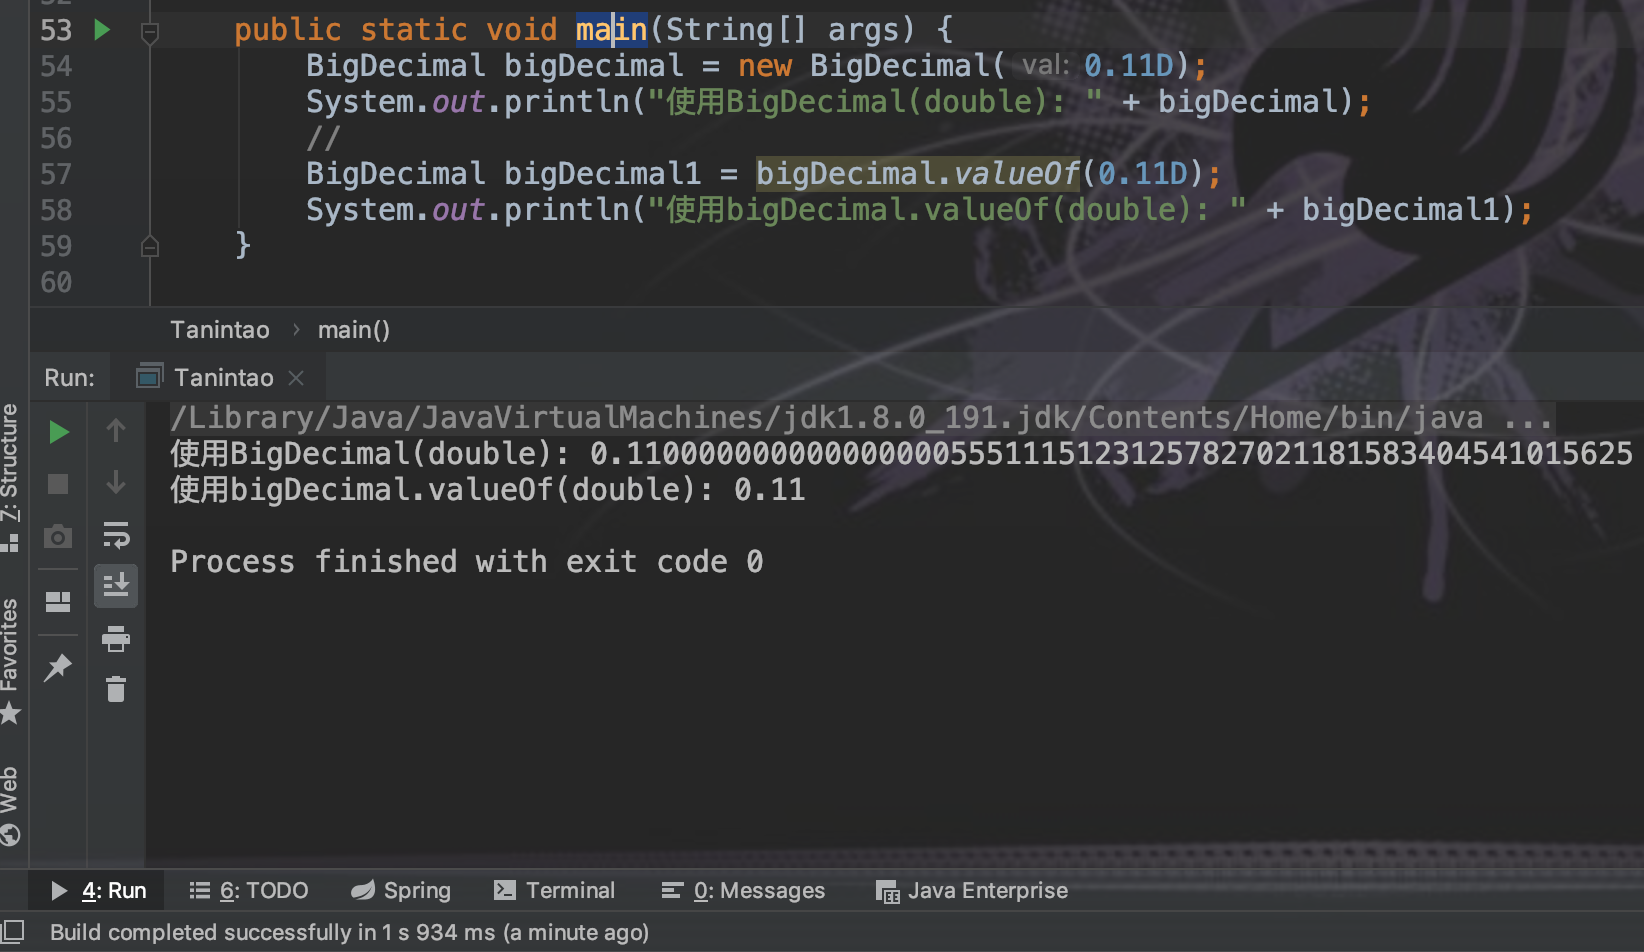 53 public static void main(String[] args) {
54 BigDecimal bigDecimal = new BigDecimal( val: 0.11D);
55 System.out.println("使用BigDecimal(double): " + bigDecimal);
56 //
57 BigDecimal bigDecimal1 = bigDecimal.valueOf(0.11D);
58 System.out.println("使用bigDecimal.valueOf(double): " + bigDecimal1);
59 }
60
Tanintao › main()
Run: Tanintao ×
/Library/Java/JavaVirtualMachines/jdk1.8.0_191.jdk/Contents/Home/bin/java ...
使用BigDecimal(double): 0.11000000000000000055511151231257827021181583404541015625
使用bigDecimal.valueOf(double): 0.11
Process finished with exit code 0
7: Structure
Favorites
Web
4: Run 6: TODO Spring Terminal 0: Messages Java Enterprise
Build completed successfully in 1 s 934 ms (a minute ago)